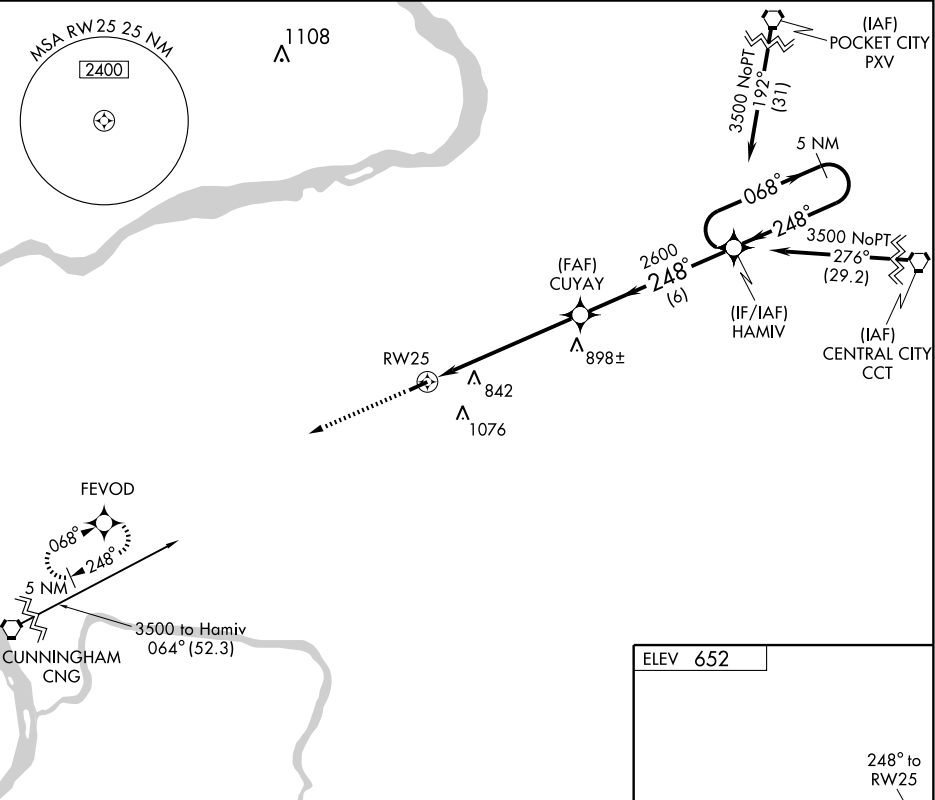 MSA RW25 25 NM
2400
1108
(IAF)
POCKET CITY
PXV
3500 NoPT
192°
(31)
5 NM
068°
248°
3500 NoPT
276°
(29.2)
2600
248°
(6)
(FAF)
CUYAY
(IF/IAF)
HAMIV
(IAF)
CENTRAL CITY
CCT
898±
RW25
842
1076
FEVOD
068°
248°
5 NM
3500 to Hamiv
064° (52.3)
CUNNINGHAM
CNG
ELEV 652
248° to
RW25